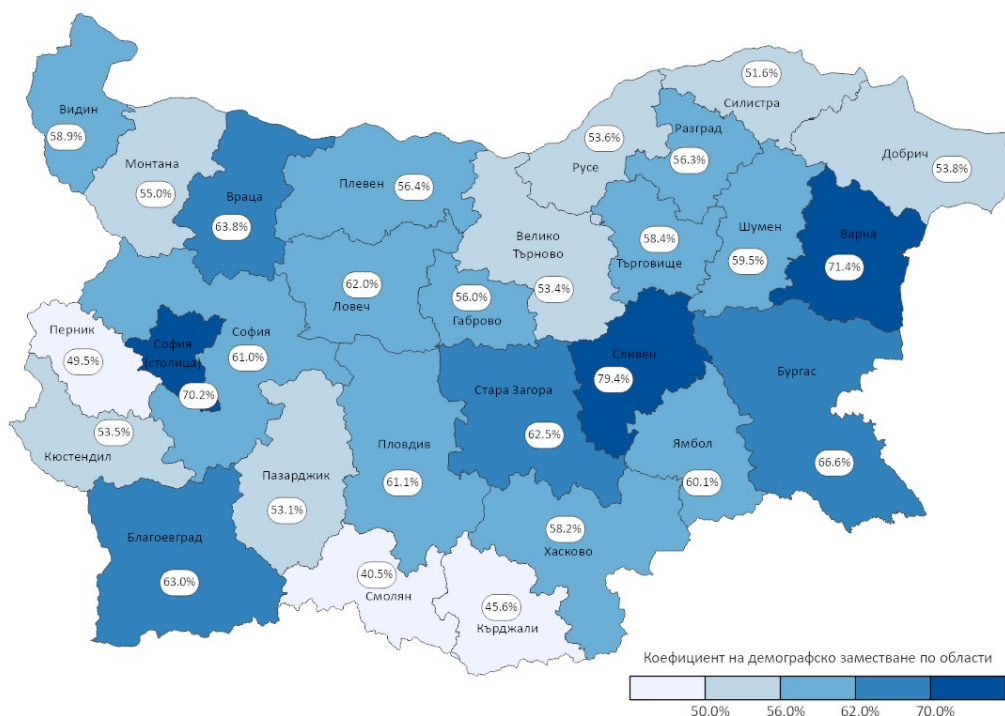 Видин
58.9%
Монтана
55.0%
Враца
63.8%
Плевен
56.4%
Велико
Търново
53.4%
Русе
53.6%
Силистра
51.6%
Разград
56.3%
Добрич
53.8%
Търговище
58.4%
Шумен
59.5%
Варна
71.4%
Ловеч
62.0%
Габрово
56.0%
Перник
49.5%
София
(столица)
70.2%
София
61.0%
Кюстендил
53.5%
Сливен
79.4%
Бургас
66.6%
Стара Загора
62.5%
Ямбол
60.1%
Пловдив
61.1%
Пазарджик
53.1%
Благоевград
63.0%
Хасково
58.2%
Смолян
40.5%
Кърджали
45.6%
Коефициент на демографско заместване по области
50.0%
56.0%
62.0%
70.0%